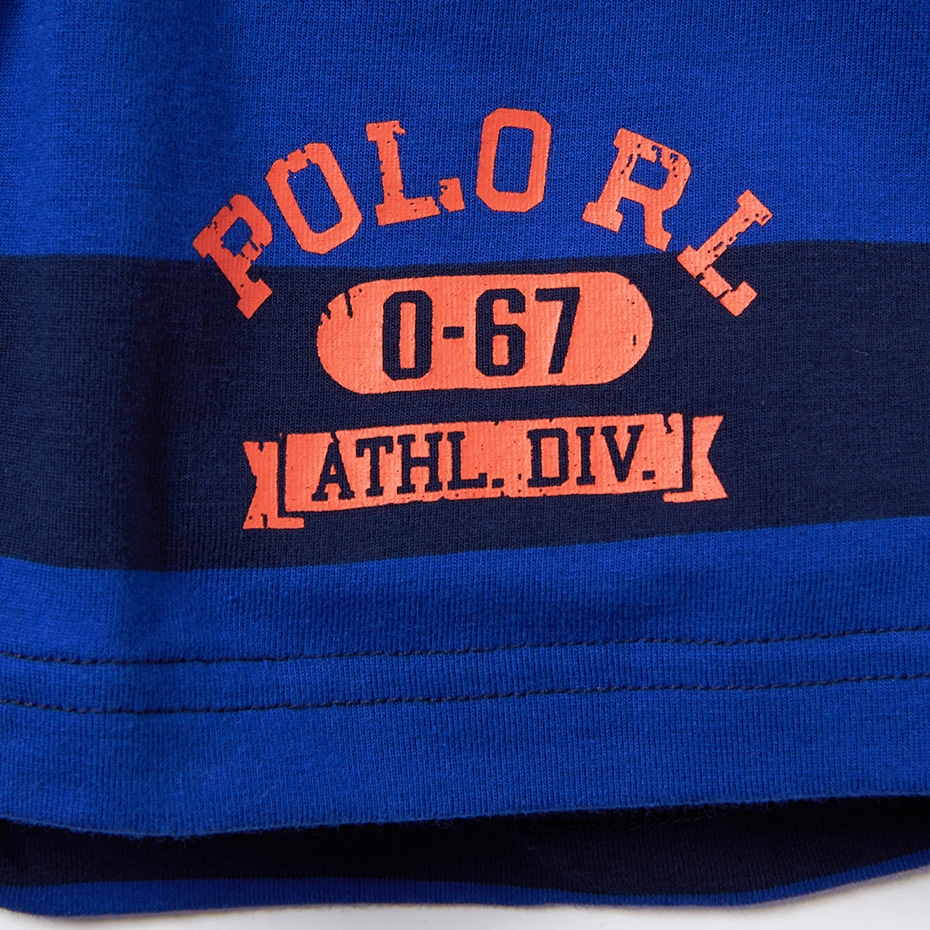 POLO RL
0-67
ATHL. DIV.